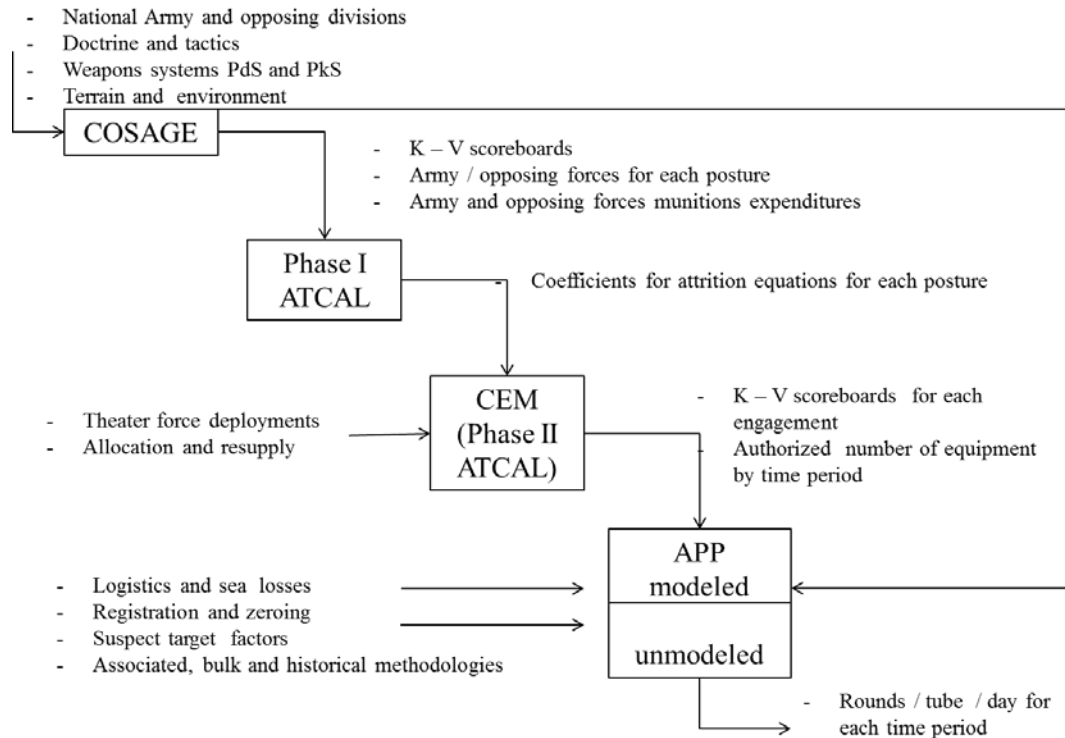 - National Army and opposing divisions
- Doctrine and tactics
- Weapons systems PdS and PkS
- Terrain and environment
COSAGE
- K – V scoreboards
- Army / opposing forces for each posture
- Army and opposing forces munitions expenditures
Phase I
ATCAL
- Coefficients for attrition equations for each posture
CEM
(Phase II
ATCAL)
- Theater force deployments
- Allocation and resupply
- K – V scoreboards for each
engagement
- Authorized number of equipment
by time period
APP
modeled
unmodeled
- Logistics and sea losses
- Registration and zeroing
- Suspect target factors
- Associated, bulk and historical methodologies
- Rounds / tube / day for
each time period